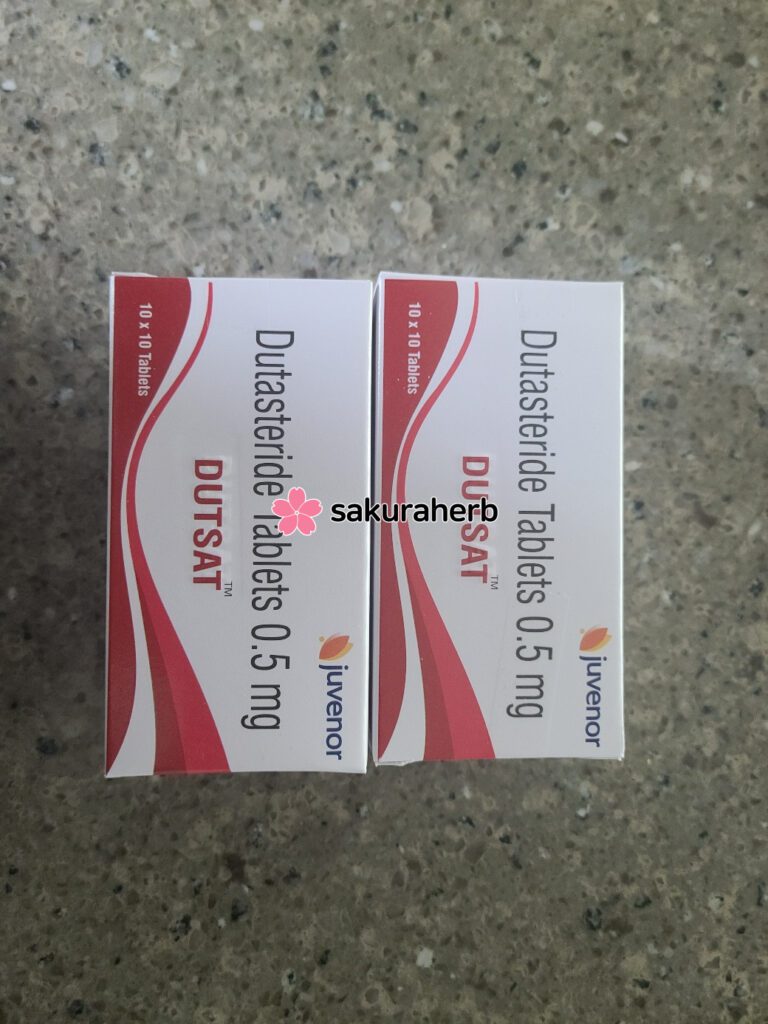 juvenor
Dutasteride Tablets 0.5 mg
DUTSAT™
10 x 10 Tablets
juvenor
Dutasteride Tablets 0.5 mg
DUTSAT™
10 x 10 Tablets
sakuraherb